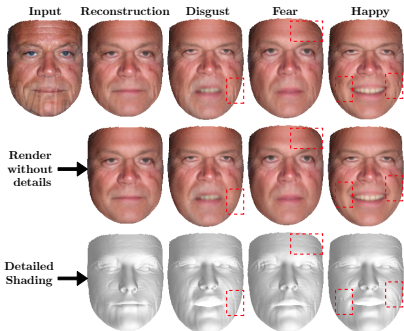 Input Reconstruction Disgust Fear Happy
Render
without
details
Detailed
Shading